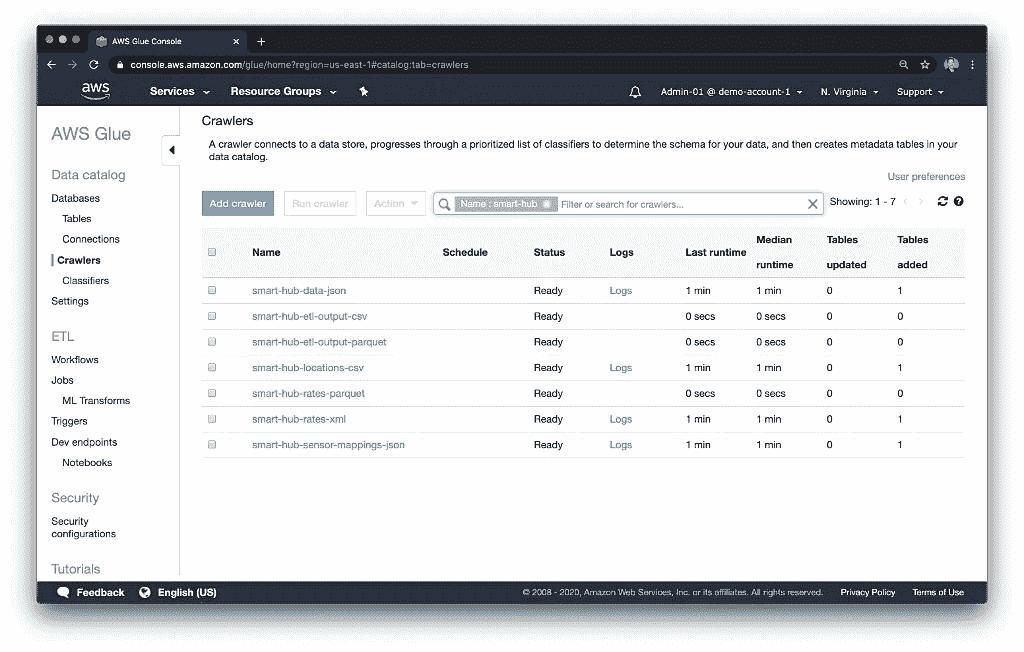 AWS Glue Console
console.aws.amazon.com/glue/home?region=us-east-1#catalog:tab=crawlers
aws Services Resource Groups Admin-01 @ demo-account-1 N. Virginia Support
AWS Glue
Data catalog
Databases
Tables
Connections
Crawlers
Classifiers
Settings
ETL
Workflows
Jobs
ML Transforms
Triggers
Dev endpoints
Notebooks
Security
Security
configurations
Tutorials
Crawlers
A crawler connects to a data store, progresses through a prioritized list of classifiers to determine the schema for your data, and then creates metadata tables in your
data catalog.
User preferences
Add crawler Run crawler Action Name : smart-hub Filter or search for crawlers... Showing: 1 - 7
Name Schedule Status Logs Last runtime Median runtime Tables updated Tables added
smart-hub-data-json Ready Logs 1 min 1 min 0 1
smart-hub-etl-output-csv Ready 0 secs 0 secs 0 0
smart-hub-etl-output-parquet Ready 0 secs 0 secs 0 0
smart-hub-locations-csv Ready Logs 1 min 1 min 0 1
smart-hub-rates-parquet Ready 0 secs 0 secs 0 0
smart-hub-rates-xml Ready Logs 1 min 1 min 0 1
smart-hub-sensor-mappings-json Ready Logs 1 min 1 min 0 1
Feedback English (US) © 2008 - 2020, Amazon Web Services, Inc. or its affiliates. All rights reserved. Privacy Policy Terms of Use